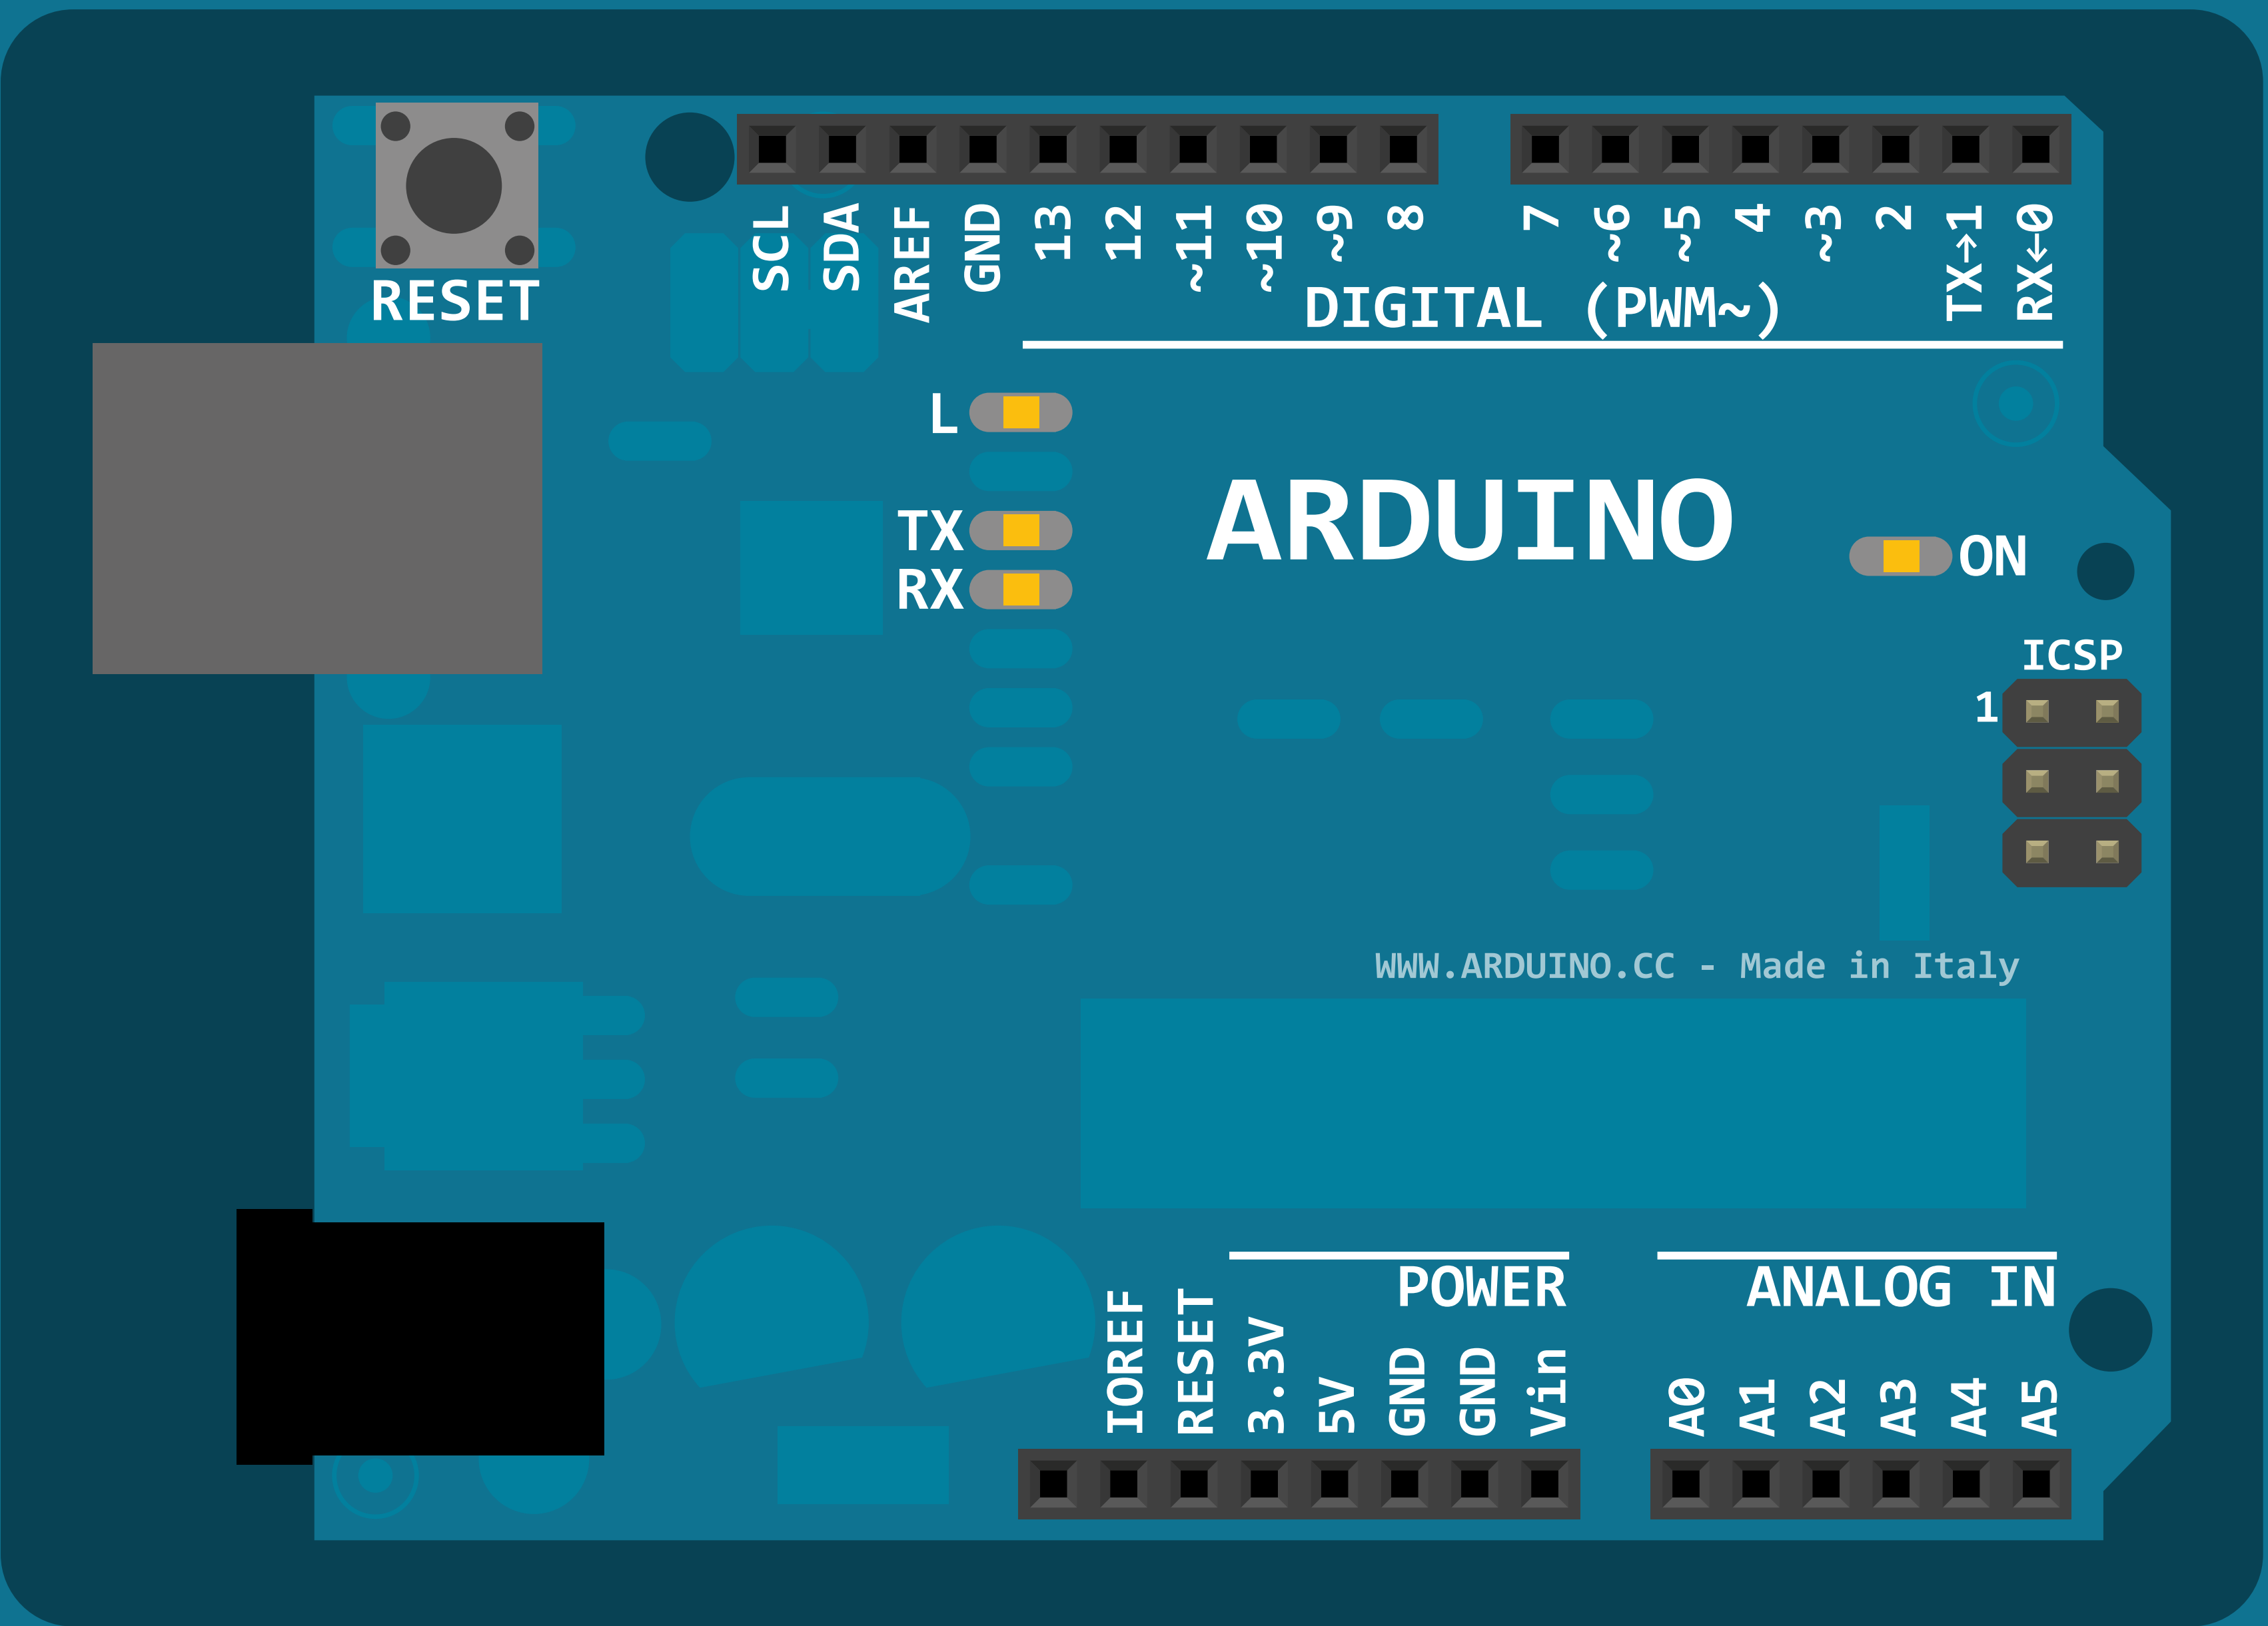 RESET
SCL
SDA
AREF
GND
13
12
~11
~10
~9
8
7
~6
~5
4
~3
2
TX→1
RX←0
DIGITAL (PWM~)
L
TX
RX
ARDUINO
ON
ICSP
1
WWW.ARDUINO.CC - Made in Italy
POWER
ANALOG IN
IOREF
RESET
3.3V
5V
GND
GND
Vin
A0
A1
A2
A3
A4
A5